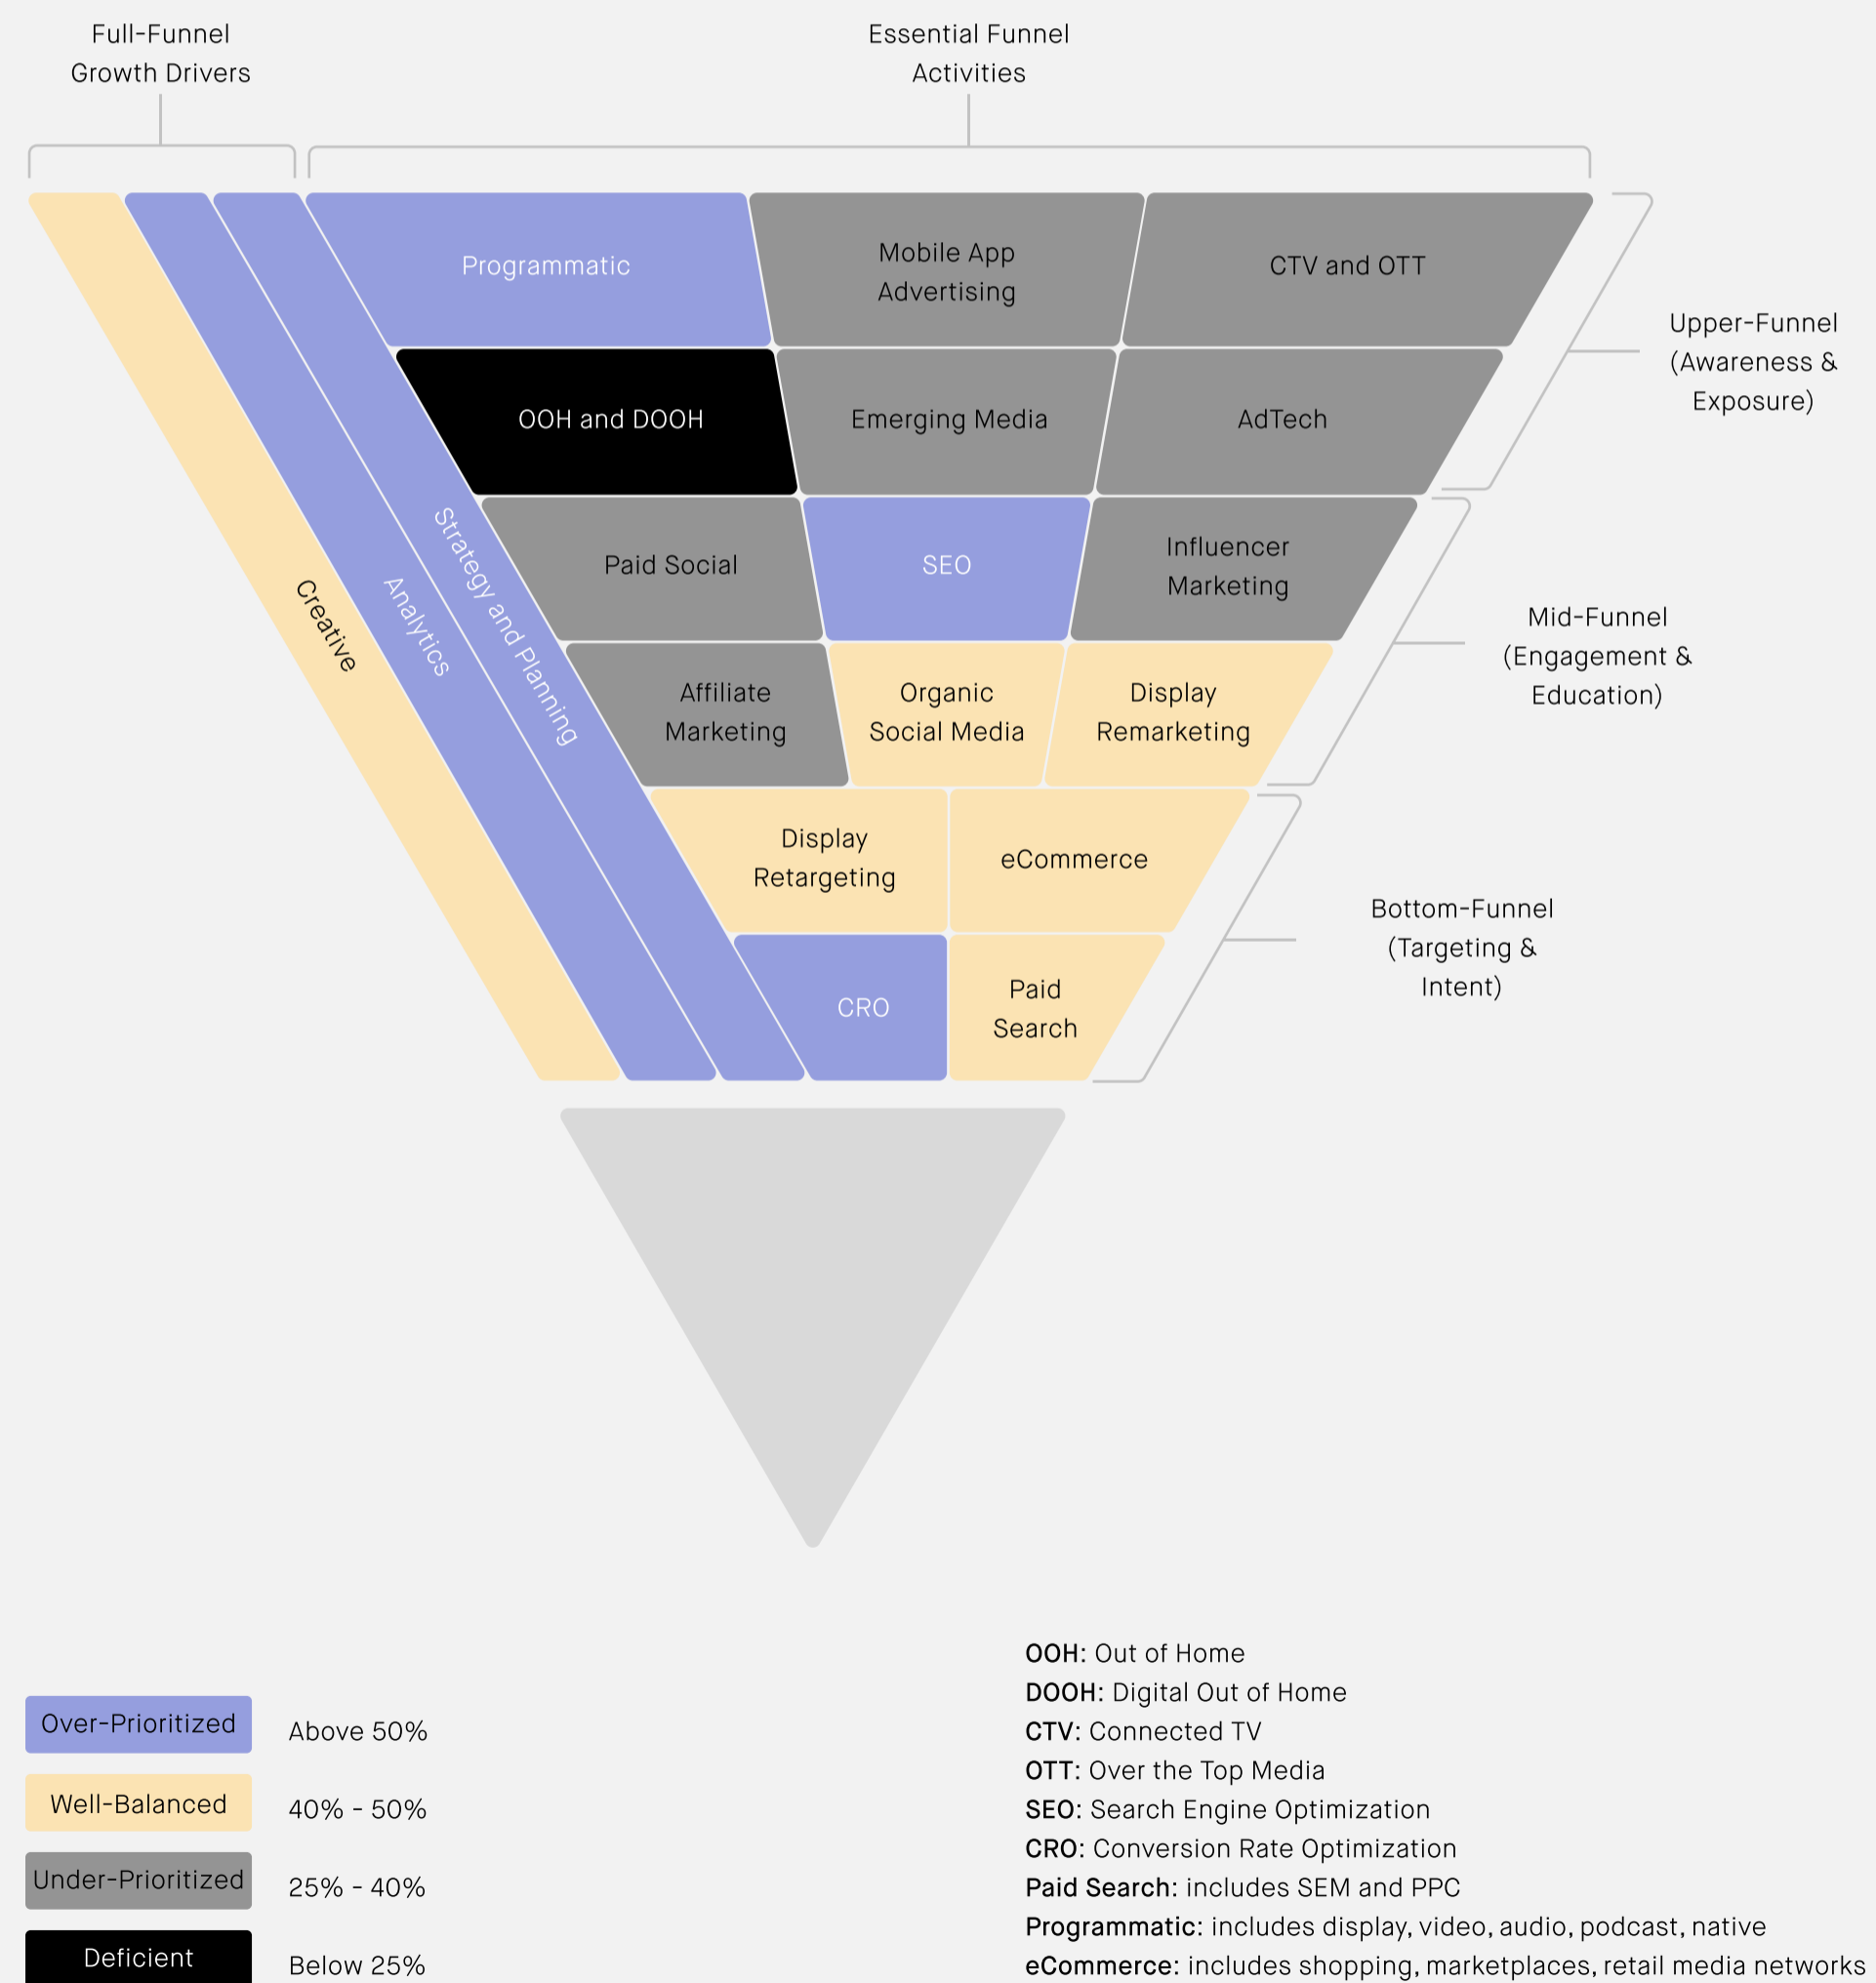 Full-Funnel
Growth Drivers
Essential Funnel
Activities
Programmatic
Mobile App
Advertising
CTV and OTT
Upper-Funnel
(Awareness &
Exposure)
OOH and DOOH
Emerging Media
AdTech
Creative
Analytics
Strategy and Planning
Paid Social
SEO
Influencer
Marketing
Mid-Funnel
(Engagement &
Education)
Affiliate
Marketing
Organic
Social Media
Display
Remarketing
Display
Retargeting
eCommerce
Bottom-Funnel
(Targeting &
Intent)
CRO
Paid
Search
Over-Prioritized
Above 50%
Well-Balanced
40% - 50%
Under-Prioritized
25% - 40%
Deficient
Below 25%
OOH: Out of Home
DOOH: Digital Out of Home
CTV: Connected TV
OTT: Over the Top Media
SEO: Search Engine Optimization
CRO: Conversion Rate Optimization
Paid Search: includes SEM and PPC
Programmatic: includes display, video, audio, podcast, native
eCommerce: includes shopping, marketplaces, retail media networks